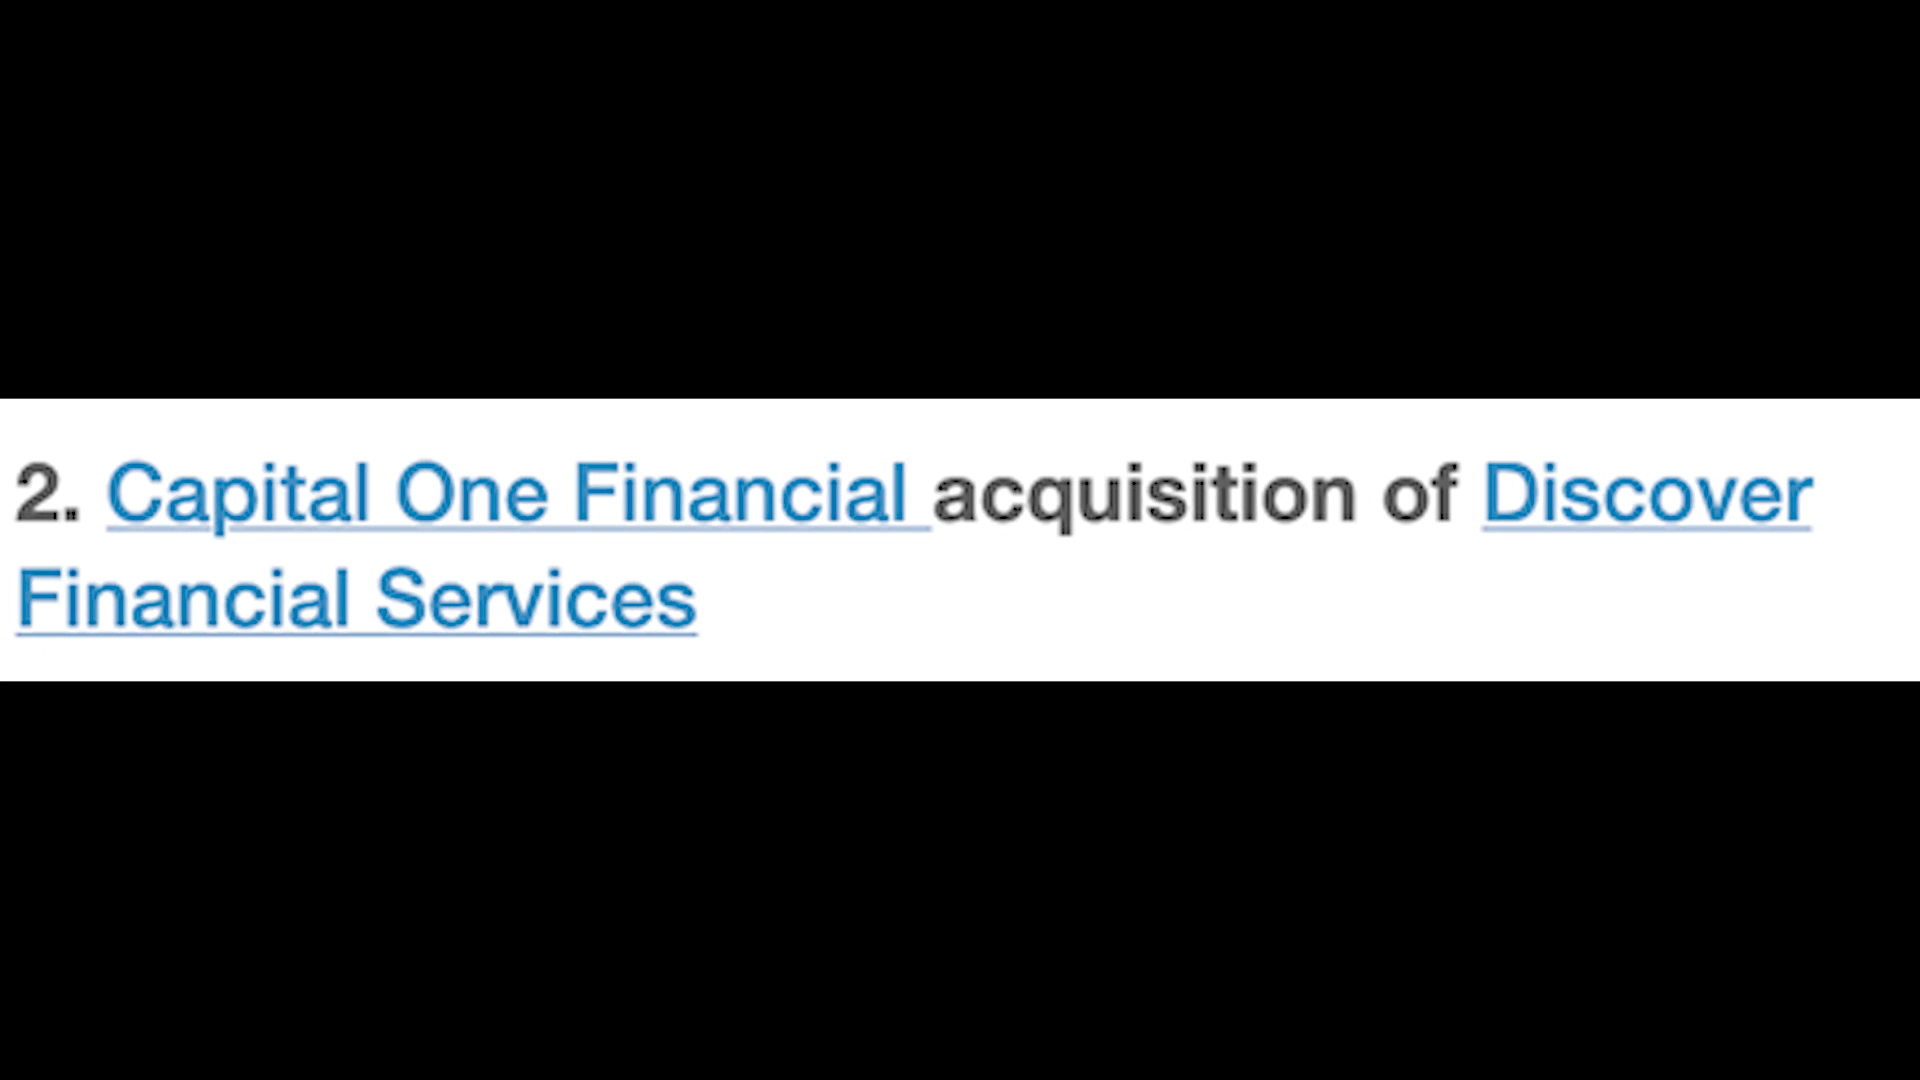 2. Capital One Financial acquisition of Discover
Financial Services